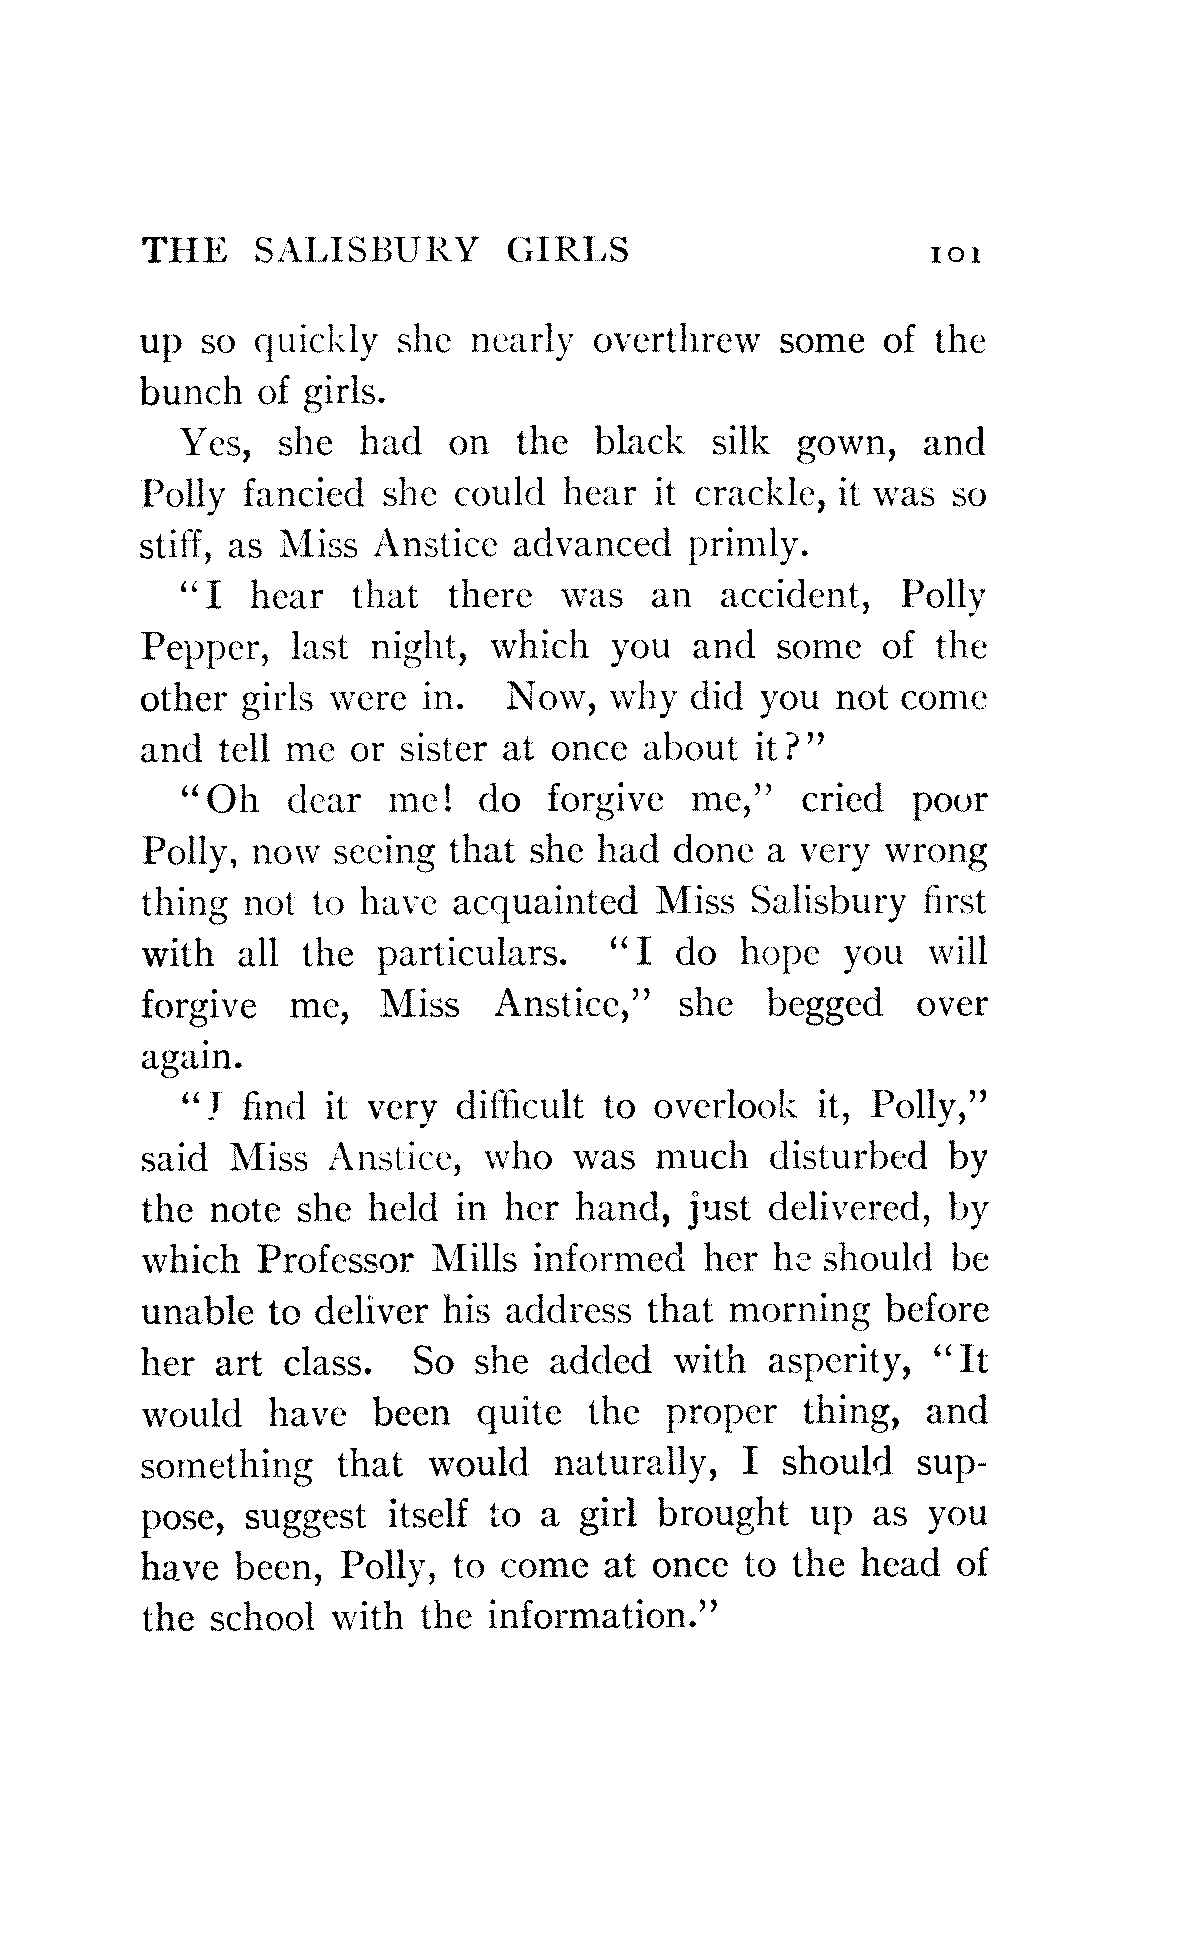 THE SALISBURY GIRLS 101
up so quickly she nearly overthrew some of the
bunch of girls.
Yes, she had on the black silk gown, and
Polly fancied she could hear it crackle, it was so
stiff, as Miss Anstice advanced primly.
"I hear that there was an accident, Polly
Pepper, last night, which you and some of the
other girls were in. Now, why did you not come
and tell me or sister at once about it?"
"Oh dear me! do forgive me," cried poor
Polly, now seeing that she had done a very wrong
thing not to have acquainted Miss Salisbury first
with all the particulars. "I do hope you will
forgive me, Miss Anstice," she begged over
again.
"I find it very difficult to overlook it, Polly,"
said Miss Anstice, who was much disturbed by
the note she held in her hand, just delivered, by
which Professor Mills informed her he should be
unable to deliver his address that morning before
her art class. So she added with asperity, "It
would have been quite the proper thing, and
something that would naturally, I should sup-
pose, suggest itself to a girl brought up as you
have been, Polly, to come at once to the head of
the school with the information."